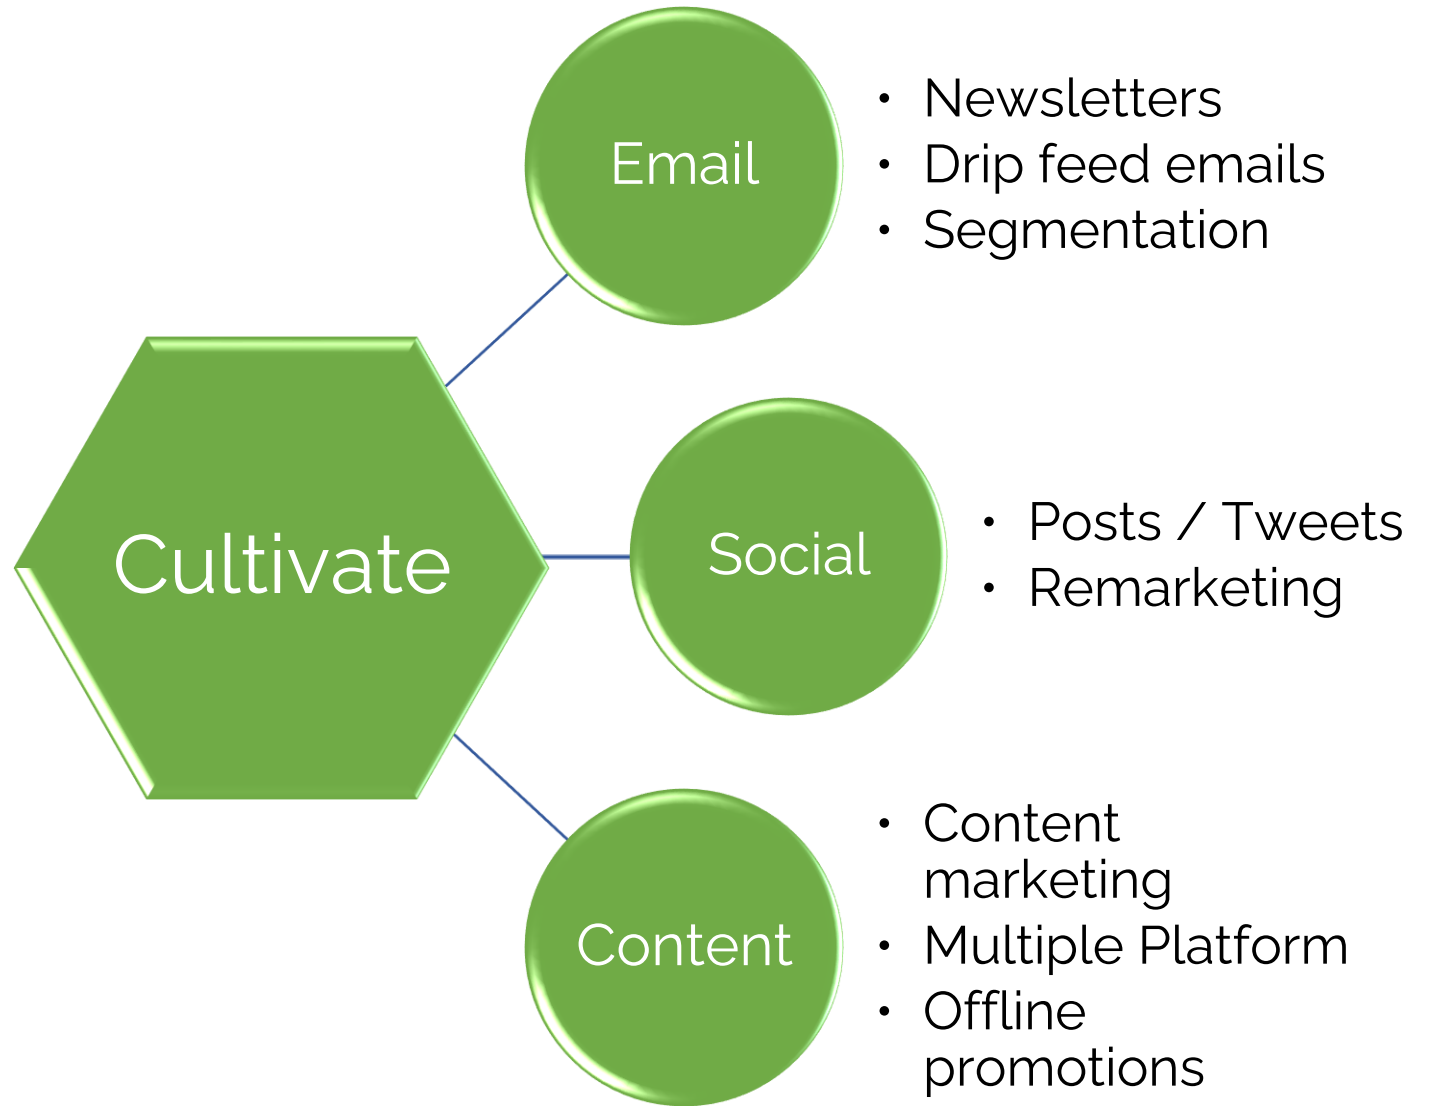 Cultivate
Email
• Newsletters
• Drip feed emails
• Segmentation
Social
• Posts / Tweets
• Remarketing
Content
• Content
marketing
• Multiple Platform
• Offline
promotions